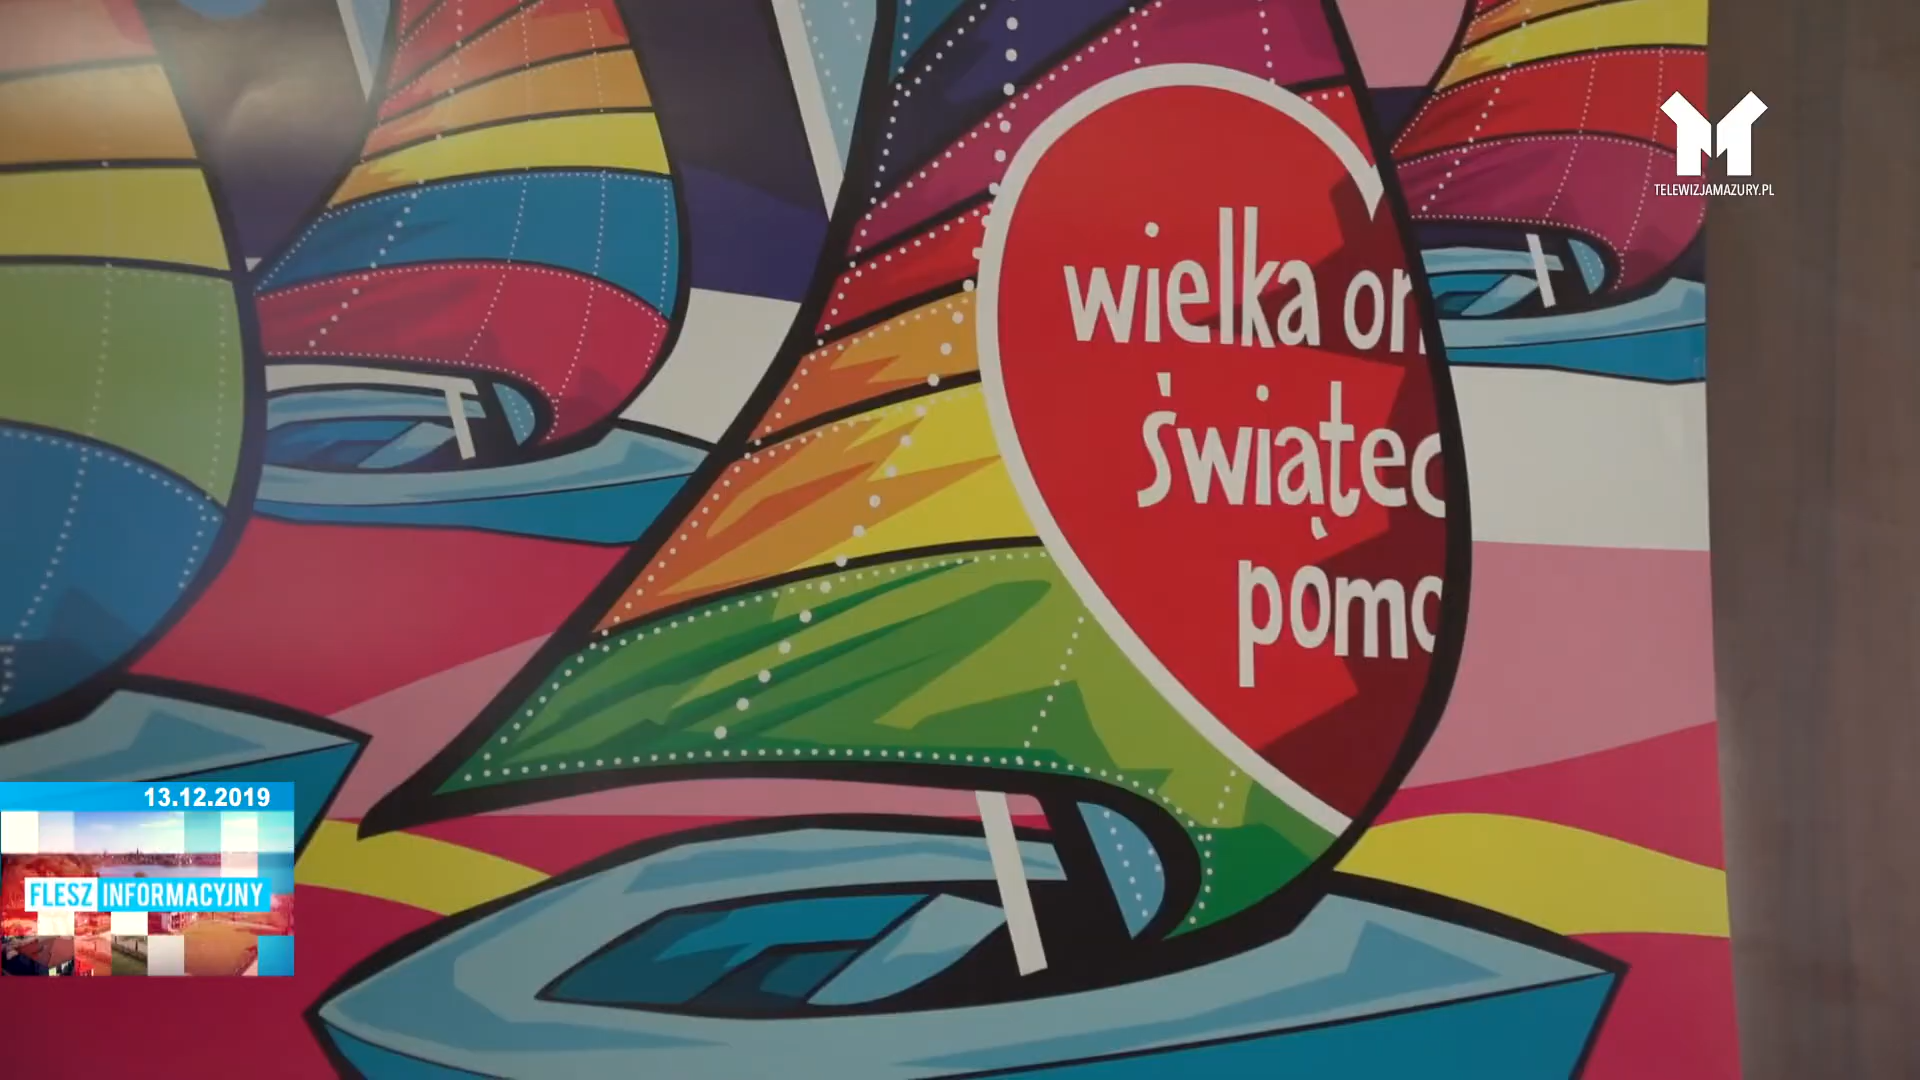 TELEWIZJAMAZURY.PL
wielka or
świątec
pomo
13.12.2019
FLESZ INFORMACYJNY